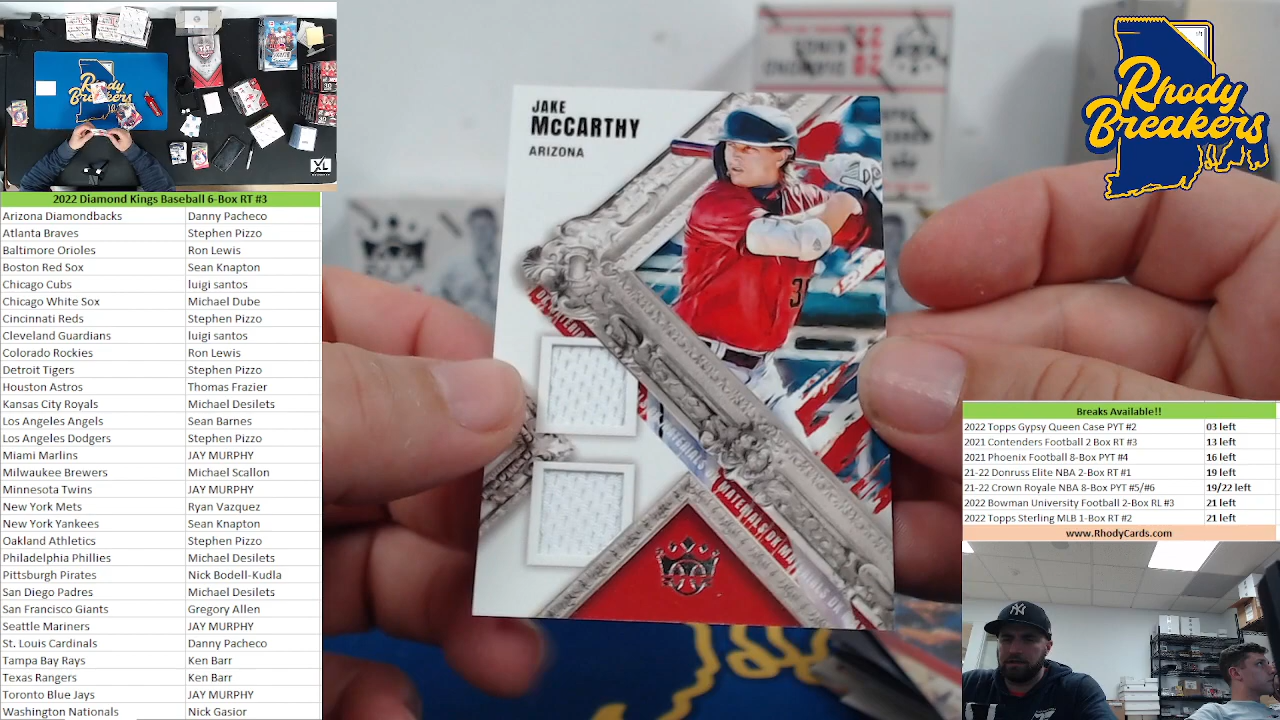 2022 Diamond Kings Baseball 6-Box RT #3
Arizona Diamondbacks Danny Pacheco
Atlanta Braves Stephen Pizzo
Baltimore Orioles Ron Lewis
Boston Red Sox Sean Knapton
Chicago Cubs luigi santos
Chicago White Sox Michael Dube
Cincinnati Reds Stephen Pizzo
Cleveland Guardians luigi santos
Colorado Rockies Ron Lewis
Detroit Tigers Stephen Pizzo
Houston Astros Thomas Frazier
Kansas City Royals Michael Desilets
Los Angeles Angels Sean Barnes
Los Angeles Dodgers Stephen Pizzo
Miami Marlins JAY MURPHY
Milwaukee Brewers Michael Scallon
Minnesota Twins JAY MURPHY
New York Mets Ryan Vazquez
New York Yankees Sean Knapton
Oakland Athletics Stephen Pizzo
Philadelphia Phillies Michael Desilets
Pittsburgh Pirates Nick Bodell-Kudla
San Diego Padres Michael Desilets
San Francisco Giants Gregory Allen
Seattle Mariners JAY MURPHY
St. Louis Cardinals Danny Pacheco
Tampa Bay Rays Ken Barr
Texas Rangers Ken Barr
Toronto Blue Jays JAY MURPHY
Washington Nationals Nick Gasior
JAKE
McCARTHY
ARIZONA
MATERIALS DK
Rhody
Breakers
Breaks Available!!
2022 Topps Gypsy Queen Case PYT #2 03 left
2021 Contenders Football 2 Box RT #3 13 left
2021 Phoenix Football 8-Box PYT #4 16 left
21-22 Donruss Elite NBA 2-Box RT #1 19 left
21-22 Crown Royale NBA 8-Box PYT #5/#6 19/22 left
2022 Bowman University Football 2-Box RL #3 21 left
2022 Topps Sterling MLB 1-Box RT #2 21 left
www.RhodyCards.com